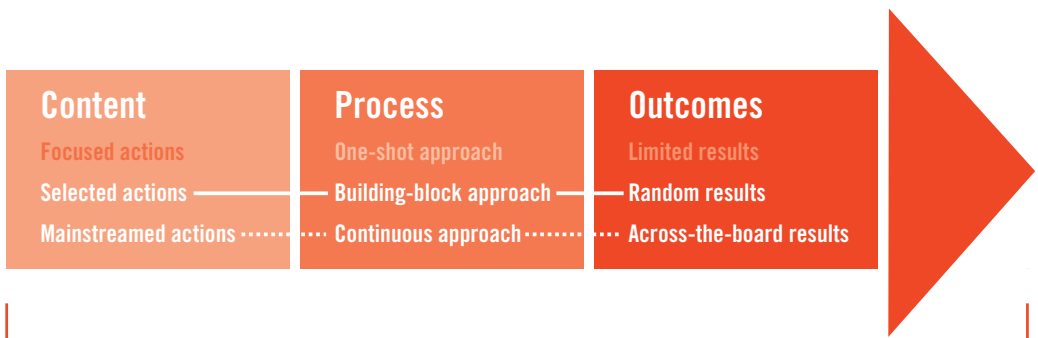 Content
Focused actions
Selected actions
Mainstreamed actions
Process
One-shot approach
Building-block approach
Continuous approach
Outcomes
Limited results
Random results
Across-the-board results